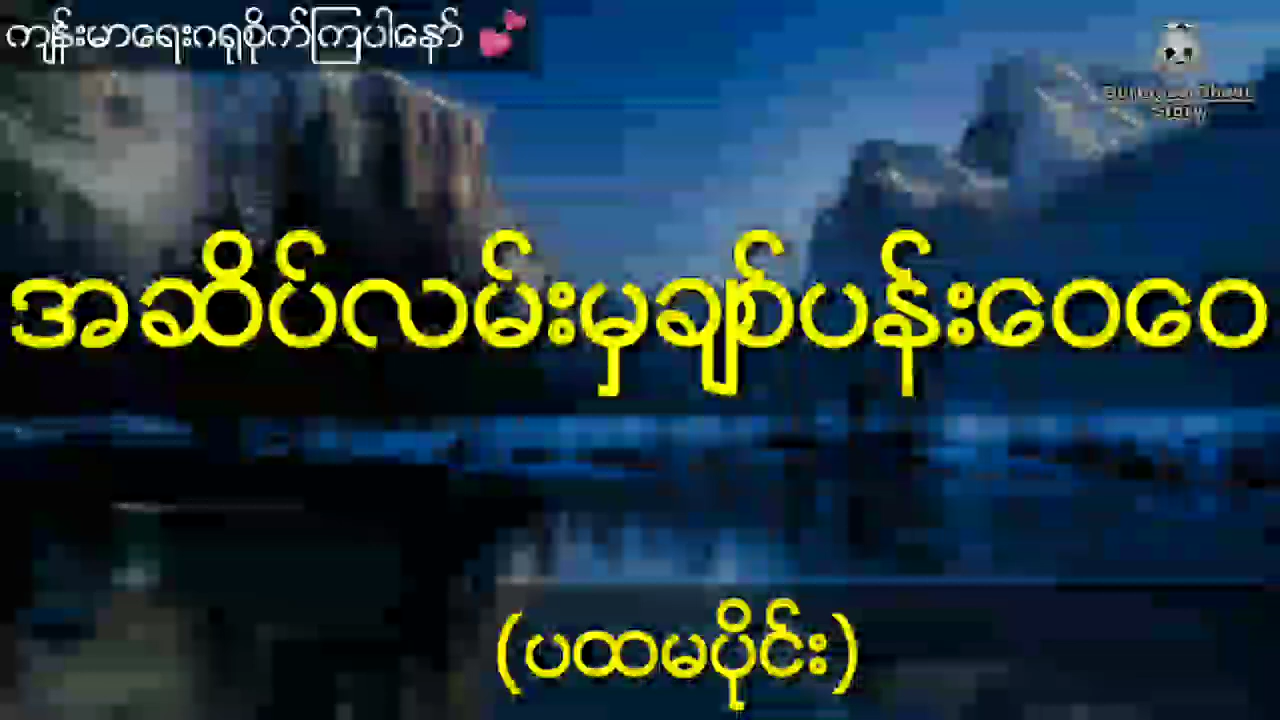 ကျန်းမာရေးဂရုစိုက်ကြပါနော် 💕
Story
အဆိပ်လမ်းမှချစ်ပန်းဝေဝေ
(ပထမပိုင်း)